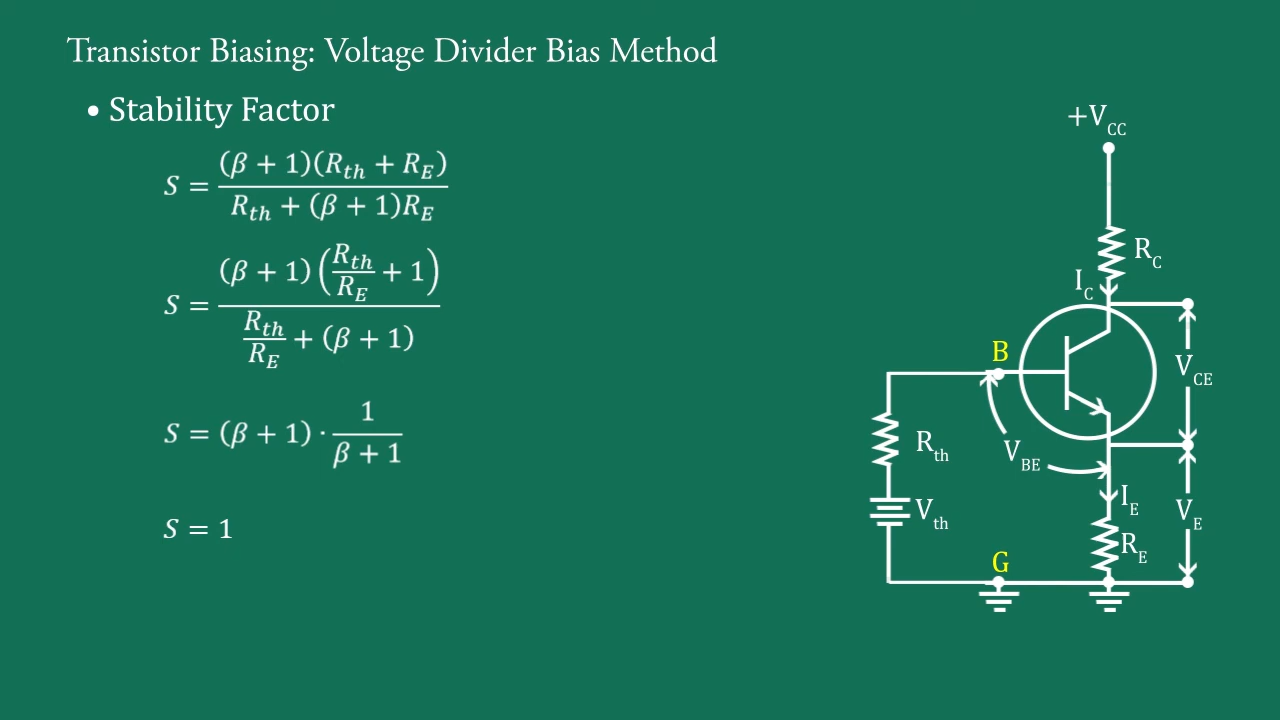 Transistor Biasing: Voltage Divider Bias Method
• Stability Factor
S = (β + 1)(R_th + R_E) / R_th + (β + 1)R_E
S = (β + 1)(R_th/R_E + 1) / R_th/R_E + (β + 1)
S = (β + 1) · 1/β + 1
S = 1
+V_CC
R_C
I_C
B
V_CE
R_th
V_BE
I_E
V_th
V_E
R_E
G